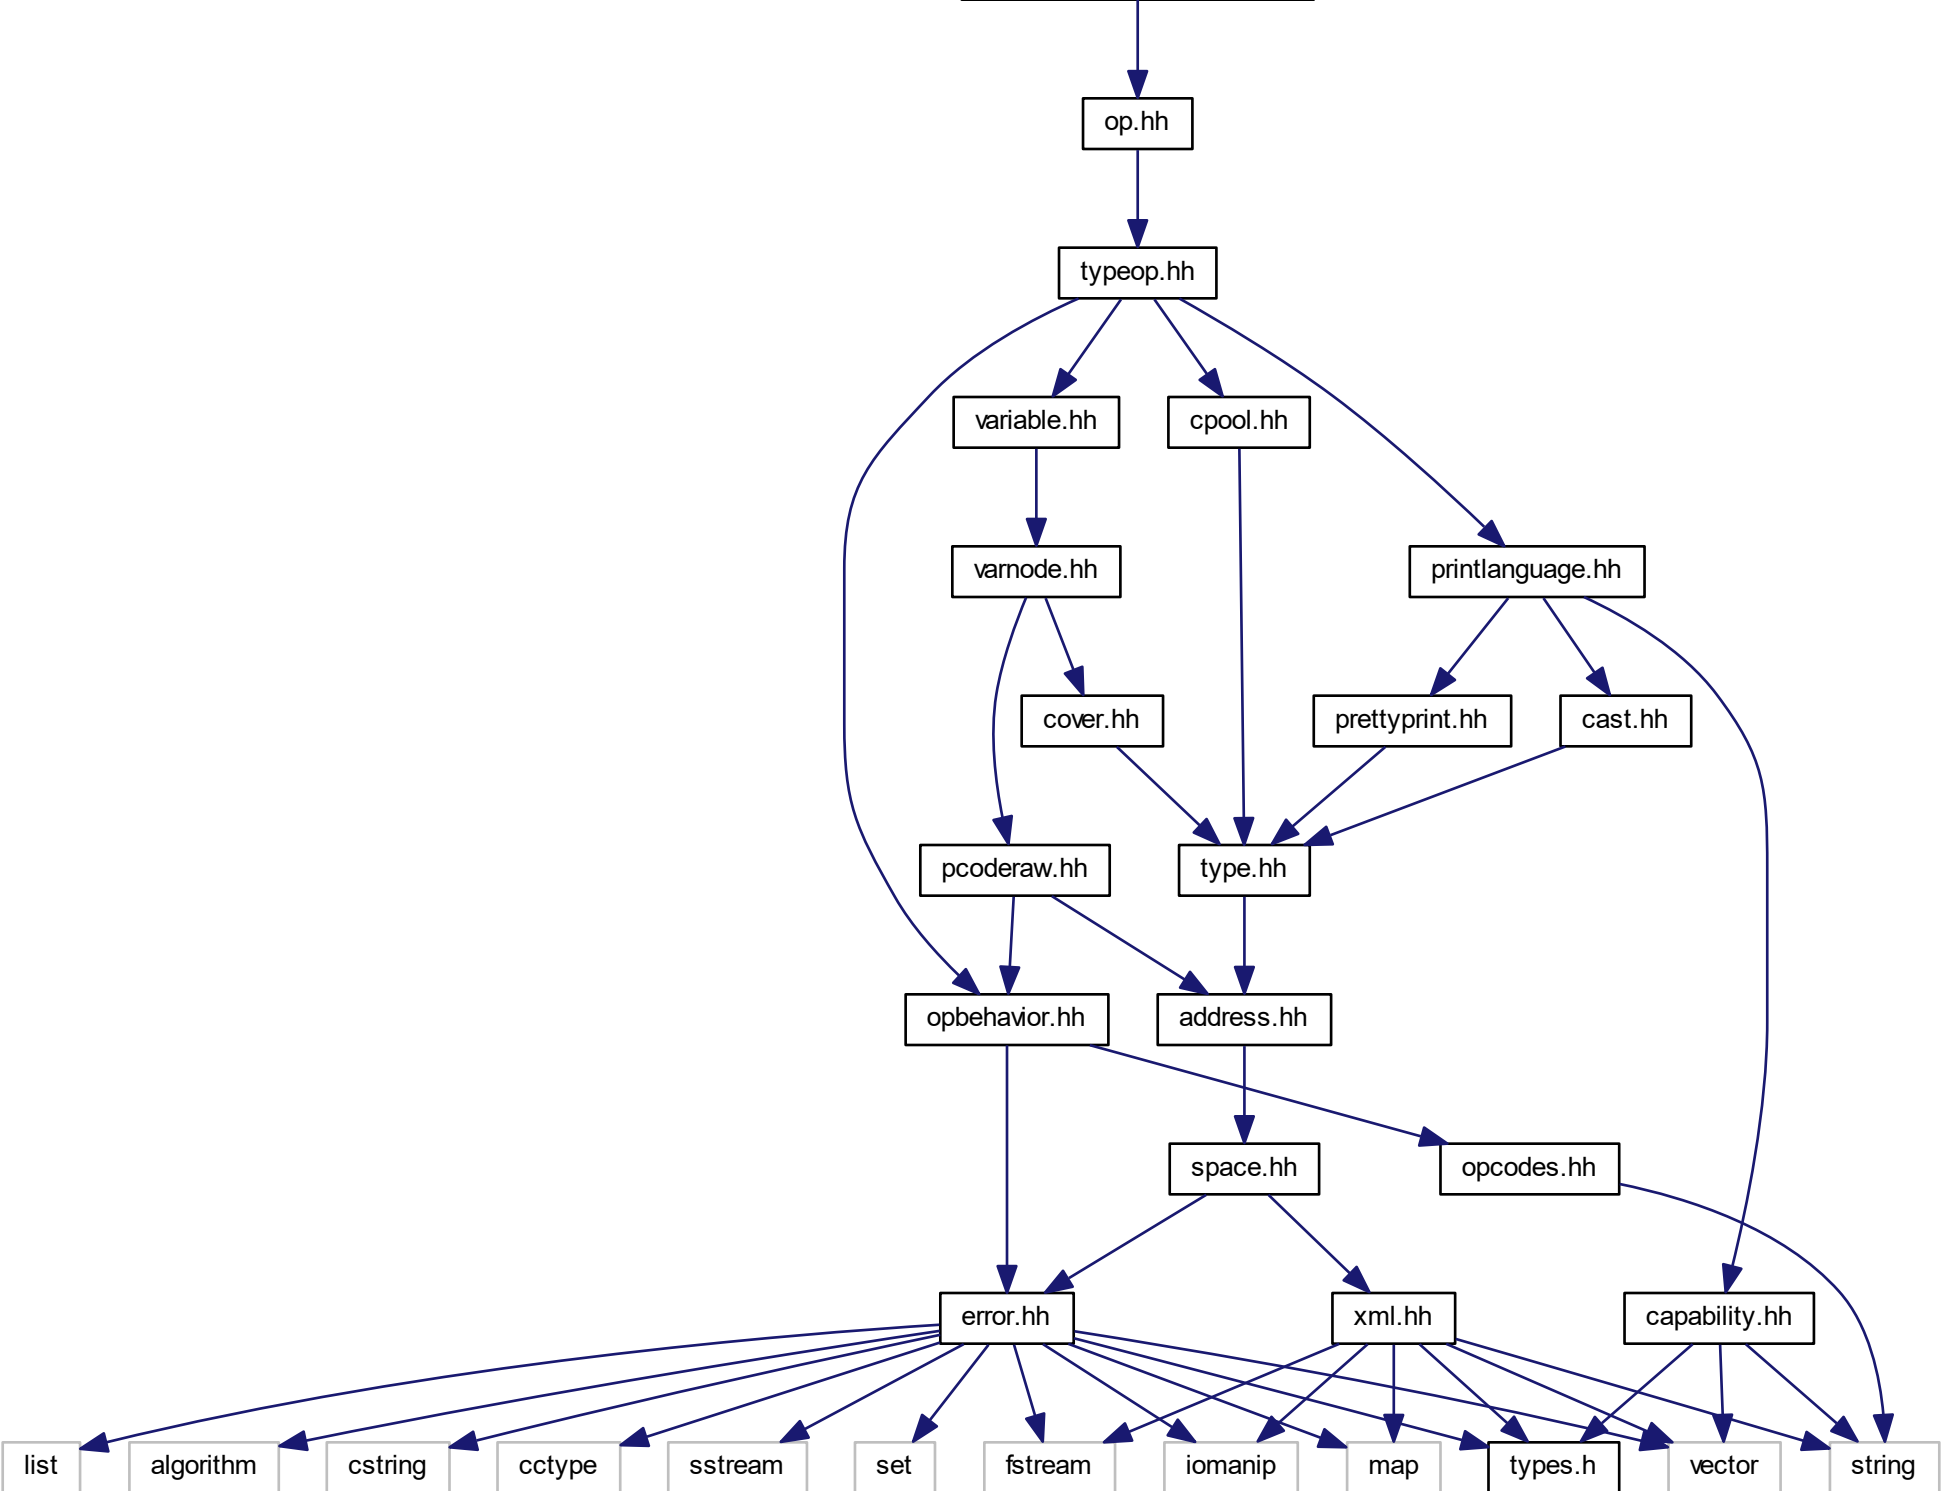 op.hh
typeop.hh
variable.hh
cpool.hh
varnode.hh
printlanguage.hh
cover.hh
prettyprint.hh
cast.hh
pcoderaw.hh
type.hh
opbehavior.hh
address.hh
space.hh
opcodes.hh
error.hh
xml.hh
capability.hh
list
algorithm
cstring
cctype
sstream
set
fstream
iomanip
map
types.h
vector
string